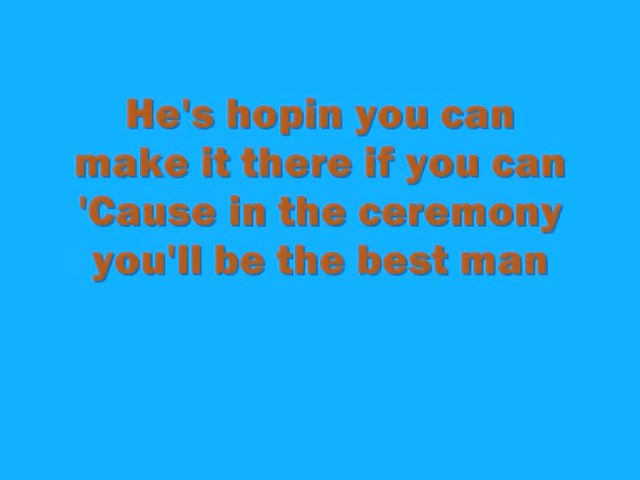 He's hopin you can
make it there if you can
'Cause in the ceremony
you'll be the best man